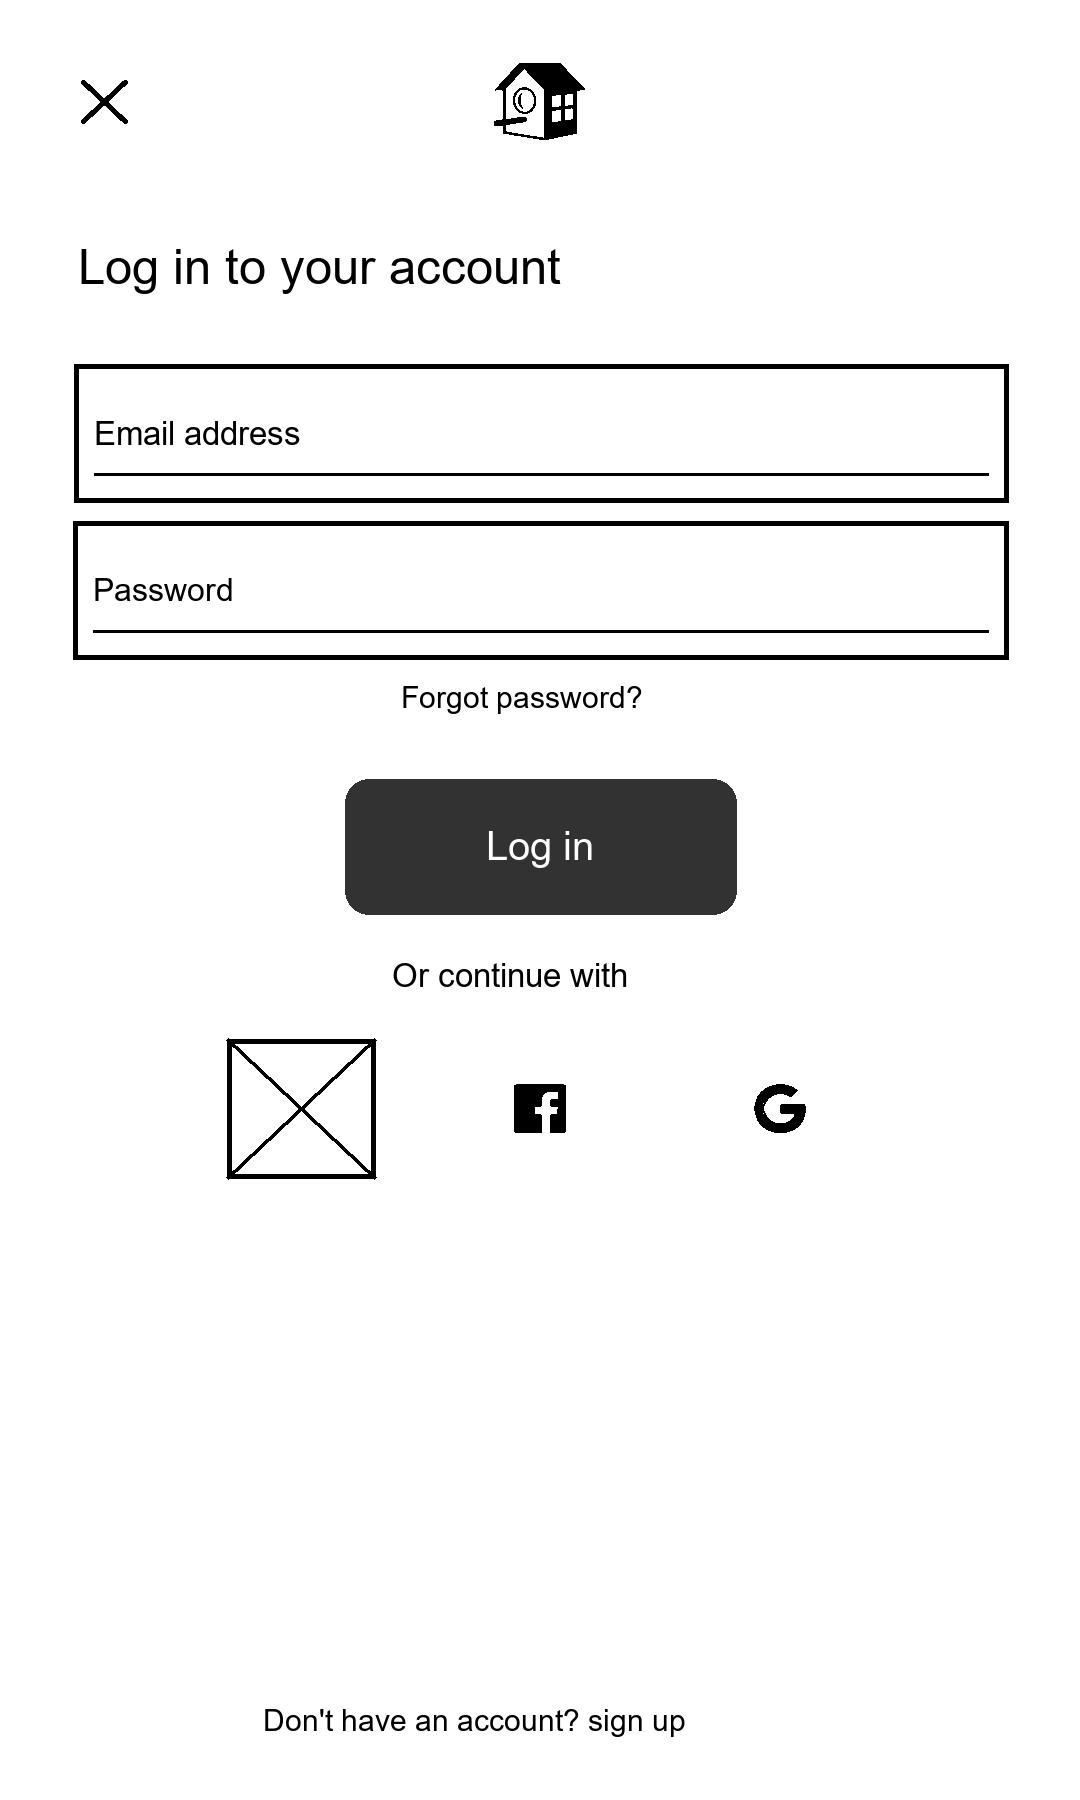 Log in to your account
Email address
Password
Forgot password?
Log in
Or continue with
Don't have an account? sign up